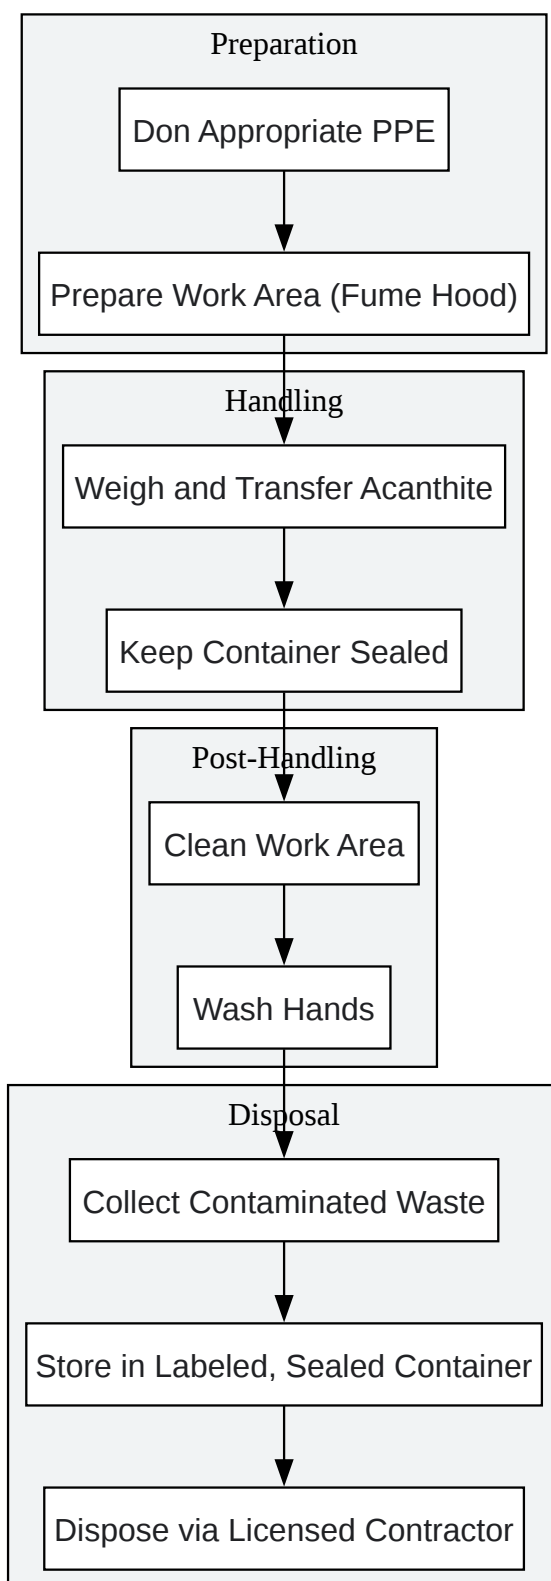 Preparation
Don Appropriate PPE
Prepare Work Area (Fume Hood)
Handling
Weigh and Transfer Acanthite
Keep Container Sealed
Post-Handling
Clean Work Area
Wash Hands
Disposal
Collect Contaminated Waste
Store in Labeled, Sealed Container
Dispose via Licensed Contractor